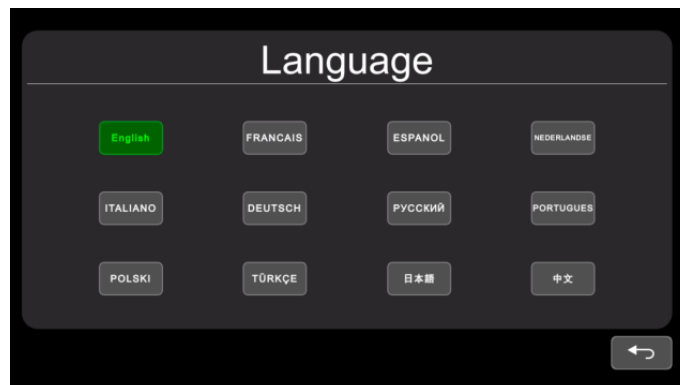 Language
English FRANCAIS ESPANOL NEDERLANDSE
ITALIANO DEUTSCH РУССКИЙ PORTUGUES
POLSKI TÜRKÇE 日本語 中文